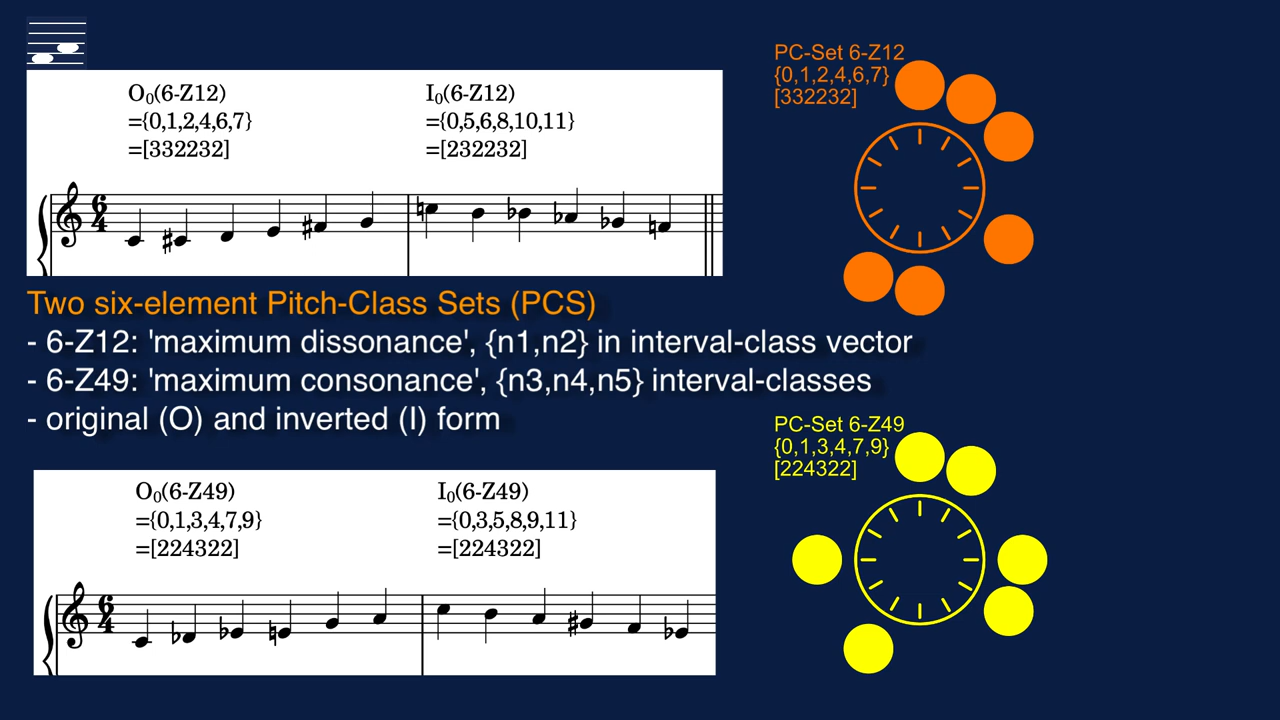 O₀(6-Z12)
={0,1,2,4,6,7}
=[332232]
I₀(6-Z12)
={0,5,6,8,10,11}
=[232232]
6
4
PC-Set 6-Z12
{0,1,2,4,6,7}
[332232]
Two six-element Pitch-Class Sets (PCS)
- 6-Z12: 'maximum dissonance', {n1,n2} in interval-class vector
- 6-Z49: 'maximum consonance', {n3,n4,n5} interval-classes
- original (O) and inverted (I) form
PC-Set 6-Z49
{0,1,3,4,7,9}
[224322]
O₀(6-Z49)
={0,1,3,4,7,9}
=[224322]
I₀(6-Z49)
={0,3,5,8,9,11}
=[224322]
6
4